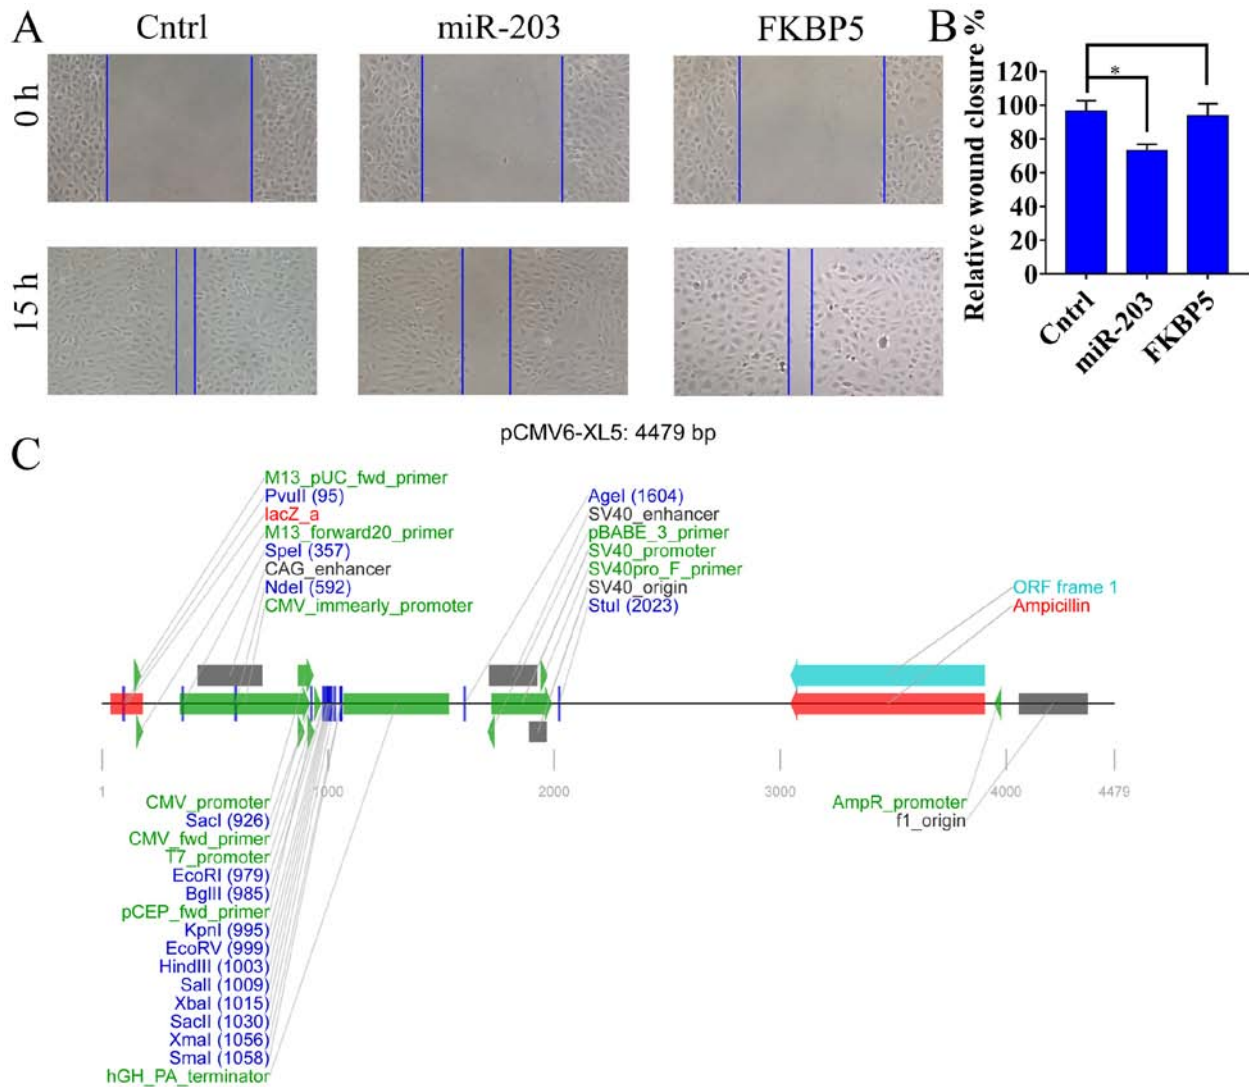 A
Cntrl
miR-203
FKBP5
0 h
15 h
B
Relative wound closure %
120
100
80
60
40
20
0
*
Cntrl
miR-203
FKBP5
C
pCMV6-XL5: 4479 bp
M13_pUC_fwd_primer
PvuII (95)
lacZ_a
M13_forward20_primer
SpeI (357)
CAG_enhancer
NdeI (592)
CMV_immearly_promoter
AgeI (1604)
SV40_enhancer
pBABE_3_primer
SV40_promoter
SV40pro_F_primer
SV40_origin
StuI (2023)
ORF frame 1
Ampicillin
1
1000
2000
3000
4000
4479
CMV_promoter
SacI (926)
CMV_fwd_primer
T7_promoter
EcoRI (979)
BglII (985)
pCEP_fwd_primer
KpnI (995)
EcoRV (999)
HindIII (1003)
SalI (1009)
XbaI (1015)
SacII (1030)
XmaI (1056)
SmaI (1058)
hGH_PA_terminator
AmpR_promoter
f1_origin